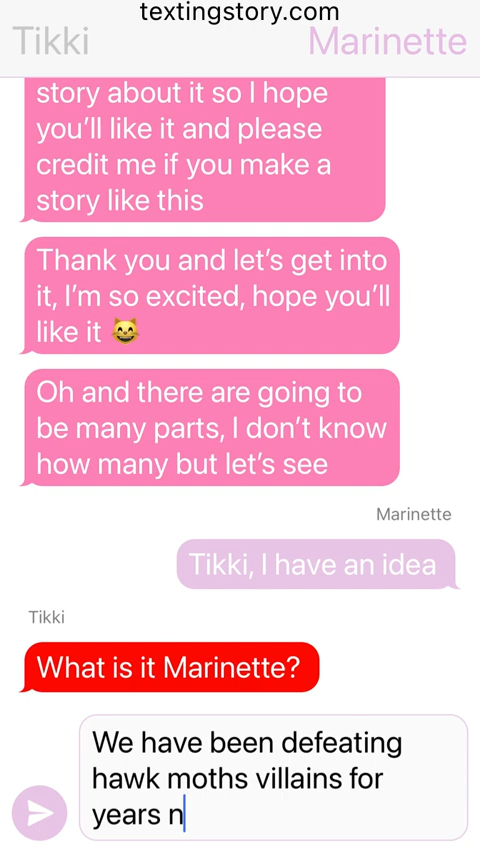 textingstory.com
Tikki
Marinette
story about it so I hope
you’ll like it and please
credit me if you make a
story like this
Thank you and let’s get into
it, I’m so excited, hope you’ll
like it 😸
Oh and there are going to
be many parts, I don’t know
how many but let’s see
Marinette
Tikki, I have an idea
Tikki
What is it Marinette?
We have been defeating
hawk moths villains for
years n